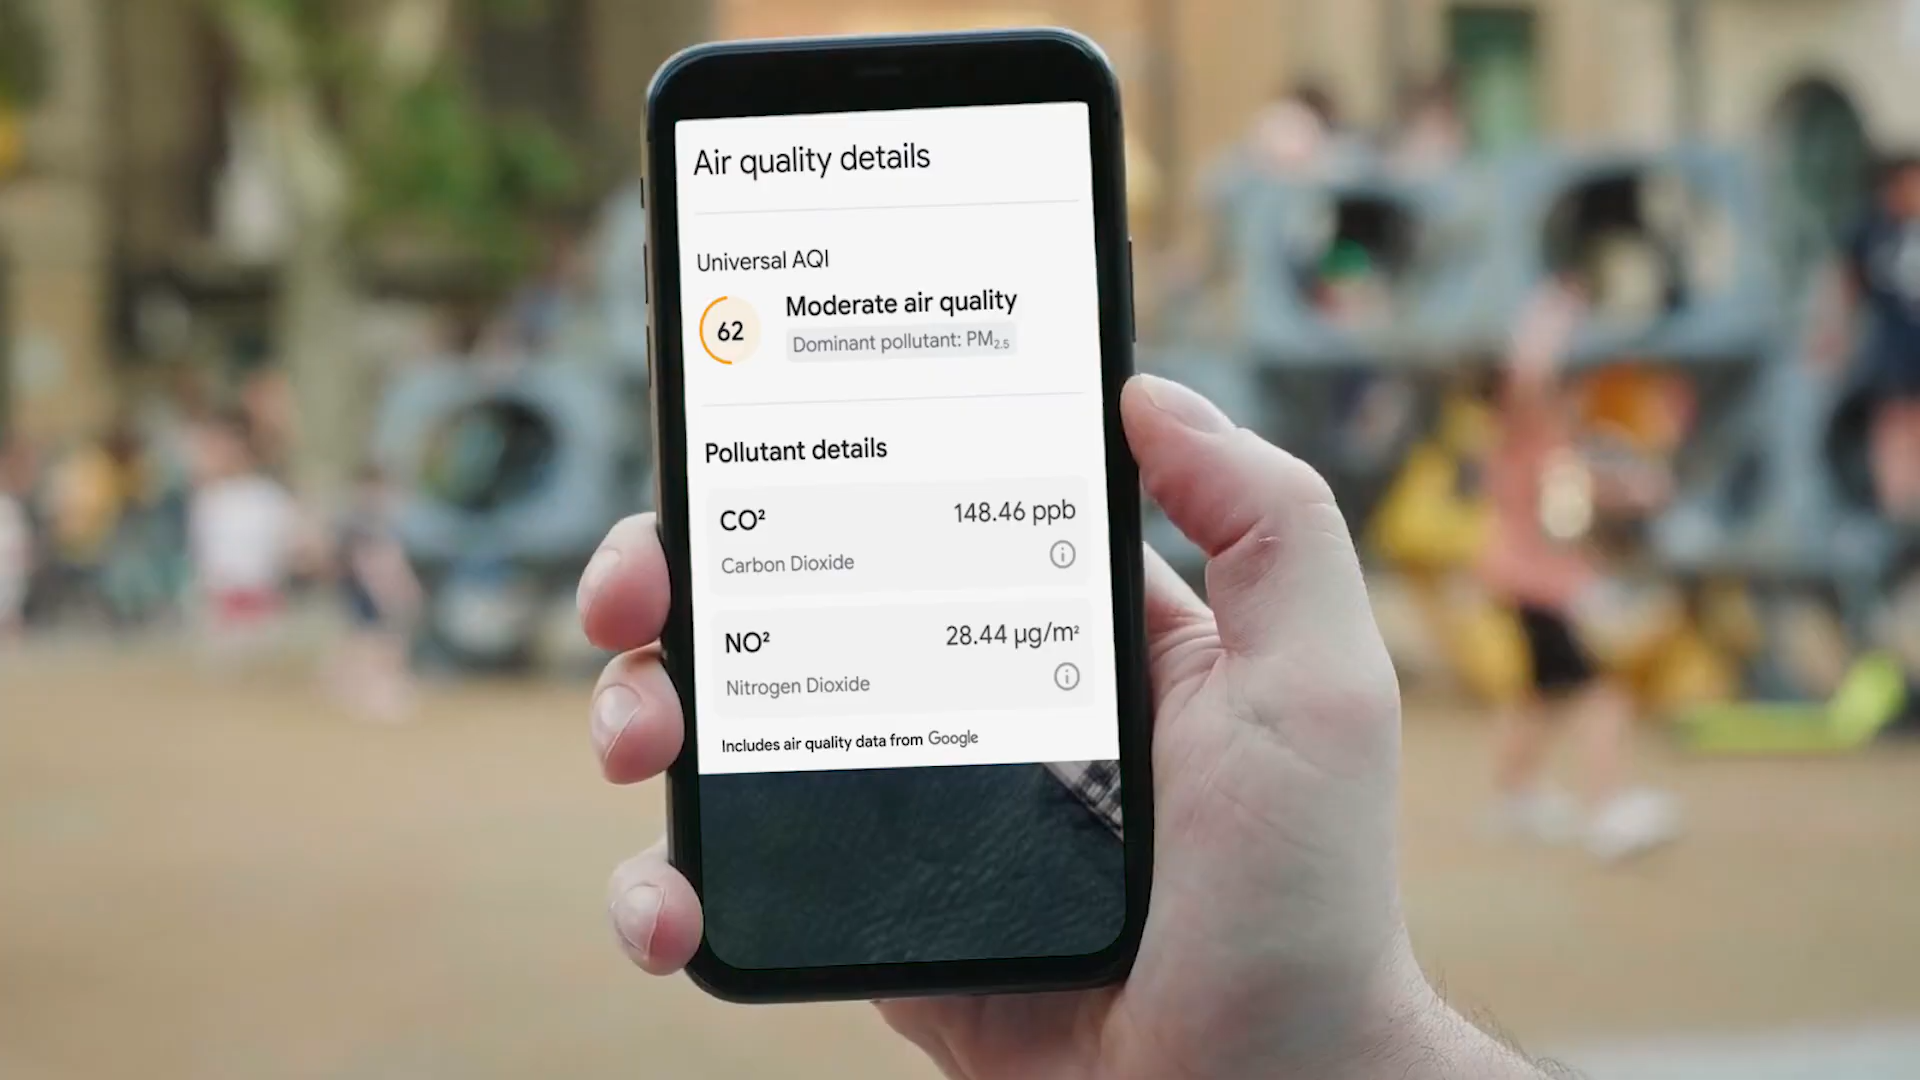 Air quality details
Universal AQI
62
Moderate air quality
Dominant pollutant: PM₂.₅
Pollutant details
CO² 148.46 ppb
Carbon Dioxide
NO² 28.44 µg/m²
Nitrogen Dioxide
Includes air quality data from Google